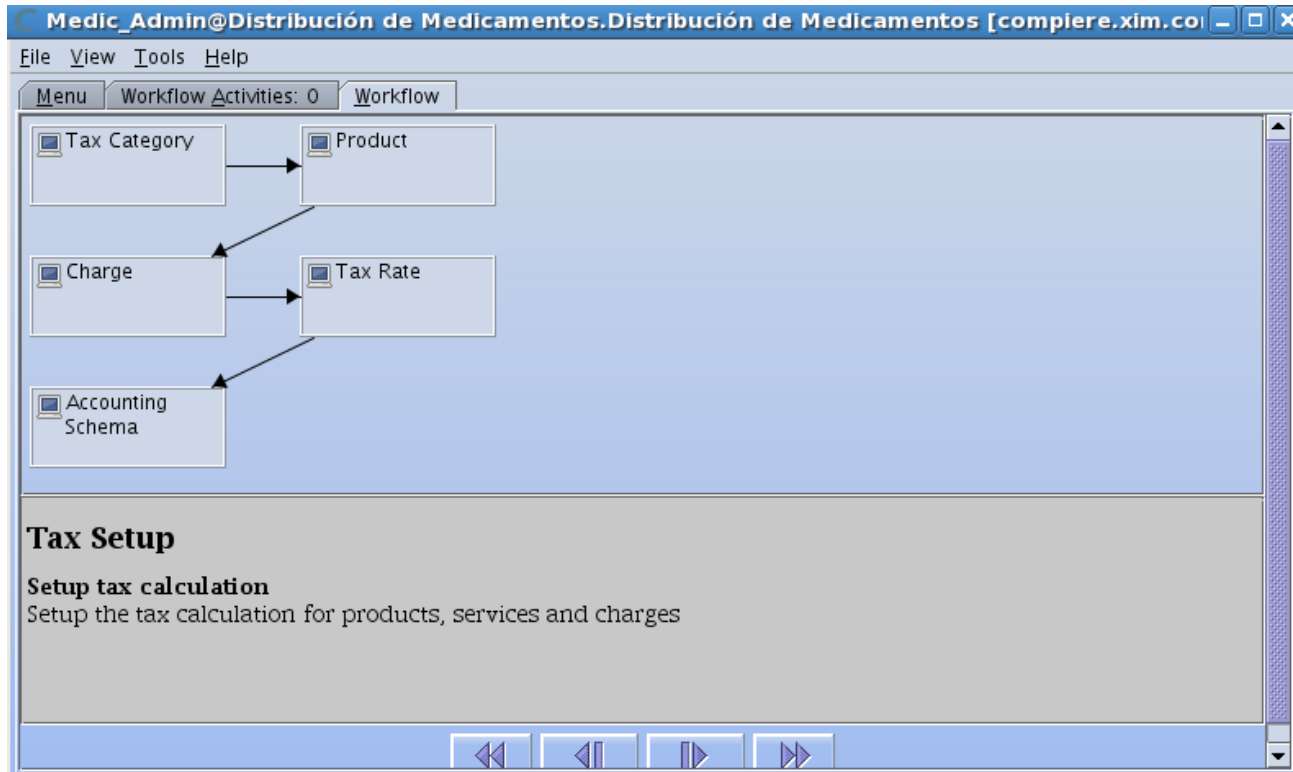 Medic_Admin@Distribución de Medicamentos.Distribución de Medicamentos [compiere.xim.co
File View Tools Help
Menu Workflow Activities: 0 Workflow
Tax Category Product
Charge Tax Rate
Accounting
Schema
Tax Setup
Setup tax calculation
Setup the tax calculation for products, services and charges